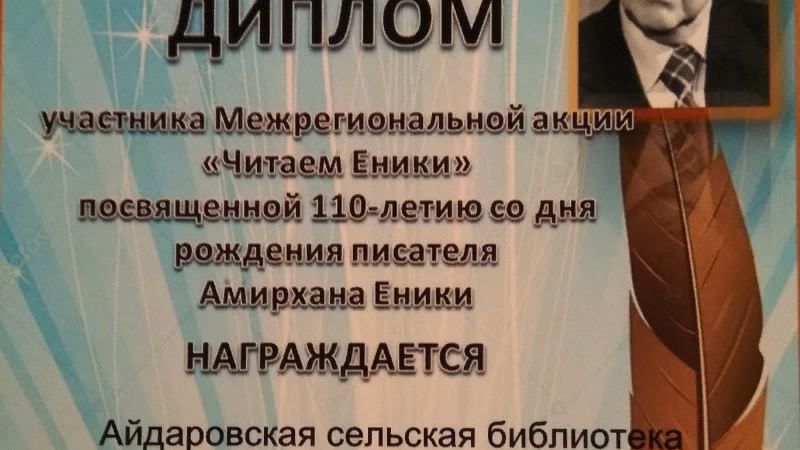 ДИПЛОМ
участника Межрегиональной акции
«Читаем Еники»
посвященной 110-летию со дня
рождения писателя
Амирхана Еники
НАГРАЖДАЕТСЯ
Айдаровская сельская библиотека